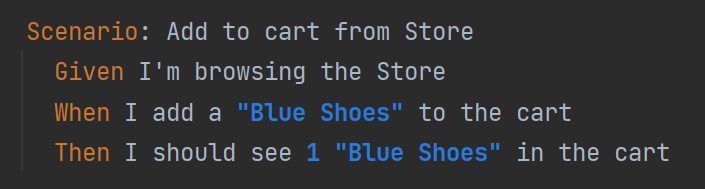 Scenario: Add to cart from Store
Given I'm browsing the Store
When I add a "Blue Shoes" to the cart
Then I should see 1 "Blue Shoes" in the cart